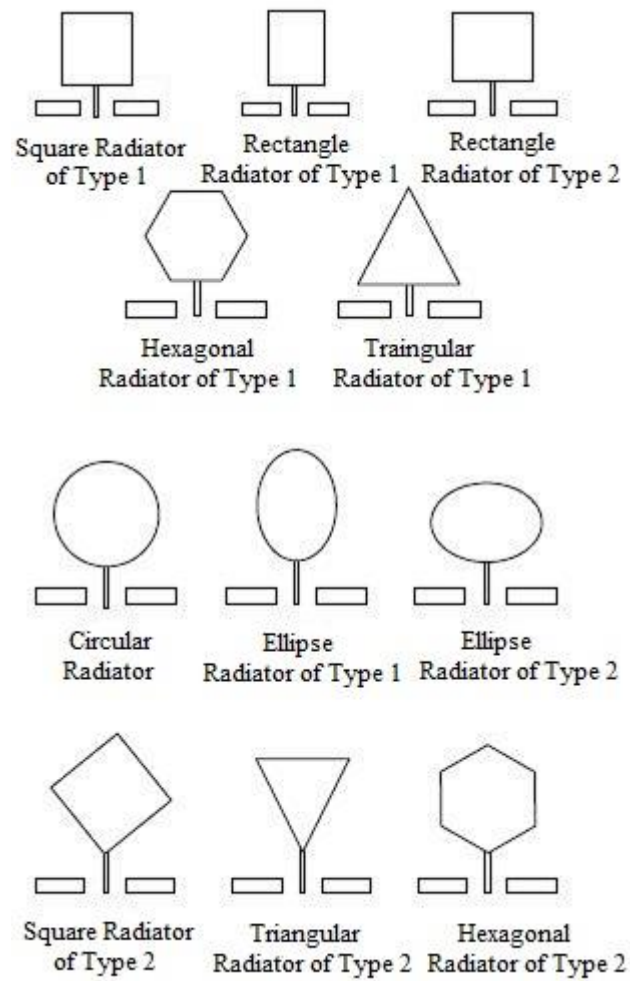 Square Radiator
of Type 1
Rectangle
Radiator of Type 1
Rectangle
Radiator of Type 2
Hexagonal
Radiator of Type 1
Traingular
Radiator of Type 1
Circular
Radiator
Ellipse
Radiator of Type 1
Ellipse
Radiator of Type 2
Square Radiator
of Type 2
Triangular
Radiator of Type 2
Hexagonal
Radiator of Type 2